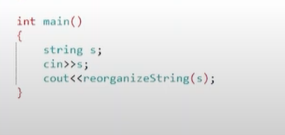 int main()
{
string s;
cin>>s;
cout<<reorganizeString(s);
}